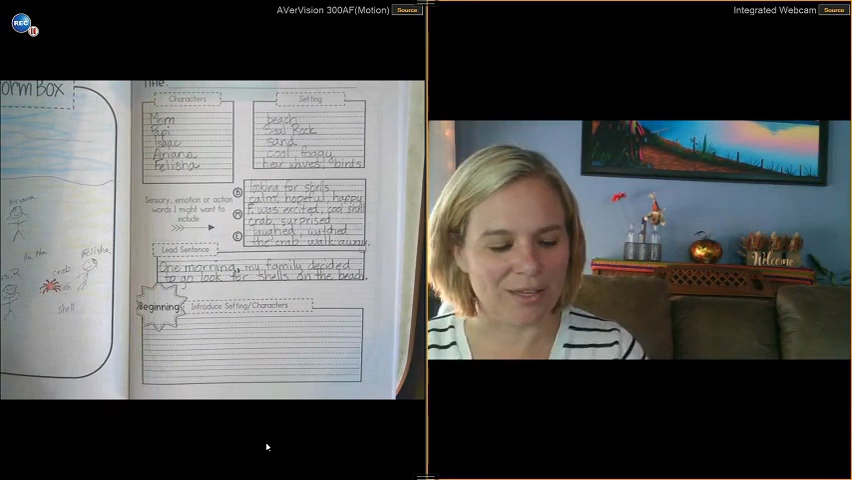 AVerVision 300AF(Motion)
Source
Integrated Webcam
Source
REC
orm Box
Title:
Characters
Setting
Mom
Papi
Isaac
Ariana
Felisha
beach
Seal Rock
sand
cool, foggy
hear waves, birds
Sensory, emotion or action
words I might want to
include
B
looking for shells
calm, hopeful, happy
M
F. was excited, cool shell
crab, surprised
E
laughed, watched
the crab walk away.
Lead Sentence
One morning, my family decided
to go look for shells on the beach.
Beginning
Introduce Setting/Characters
Ariana
Felisha
crab
shell
Welcome